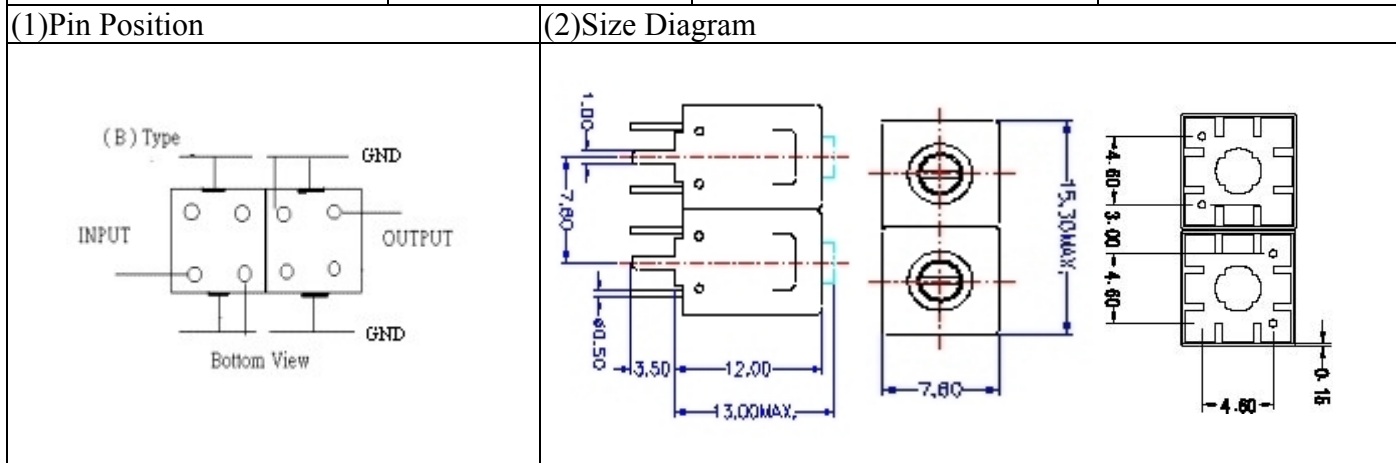 (1)Pin Position
(2)Size Diagram
(B) Type
GND
INPUT
OUTPUT
GND
Bottom View
1.00
7.60
ø0.50
3.50
12.00
13.00MAX,
15.30MAX,
7.60
4.60
3.00
4.60
4.60
0.15